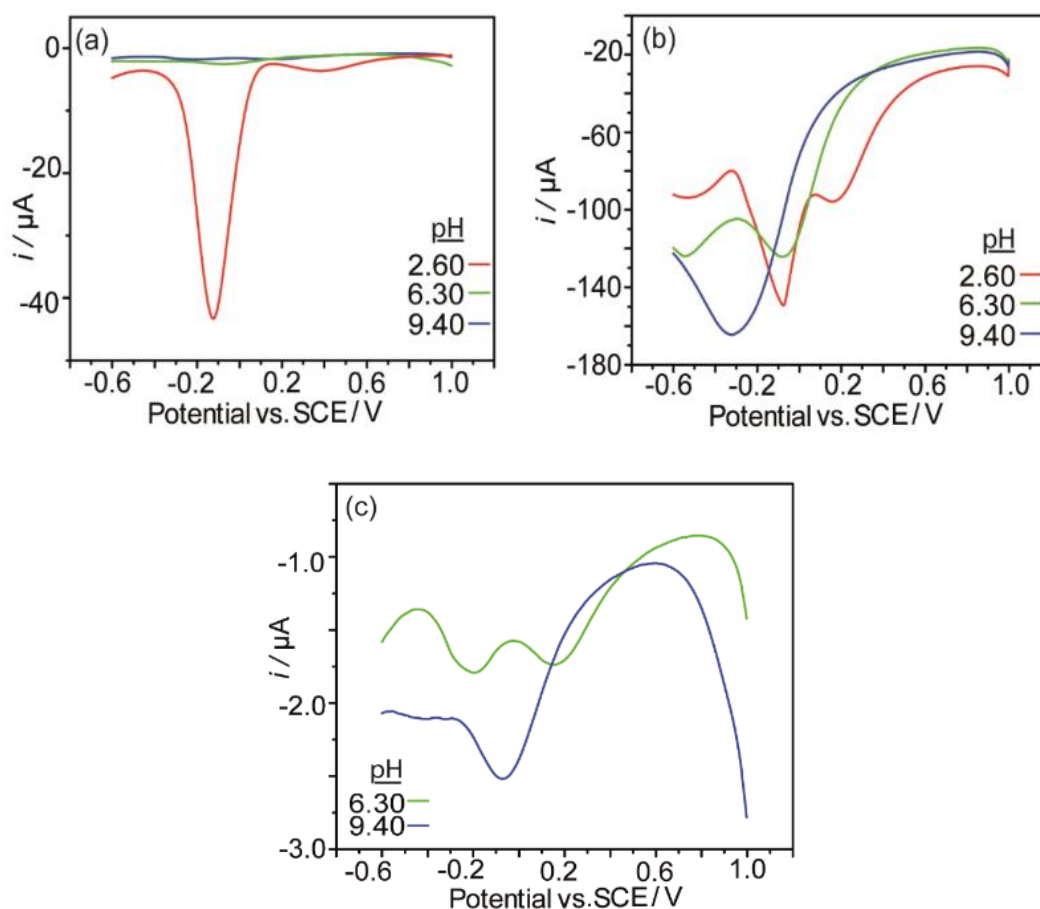 (a)
0
-20
-40
i / µA
pH
2.60
6.30
9.40
-0.6
-0.2
0.2
0.6
1.0
Potential vs. SCE / V
(b)
-20
-60
-100
-140
-180
i / µA
pH
2.60
6.30
9.40
-0.6
-0.2
0.2
0.6
1.0
Potential vs. SCE / V
(c)
-1.0
-2.0
-3.0
i / µA
pH
6.30
9.40
-0.6
-0.2
0.2
0.6
1.0
Potential vs. SCE / V